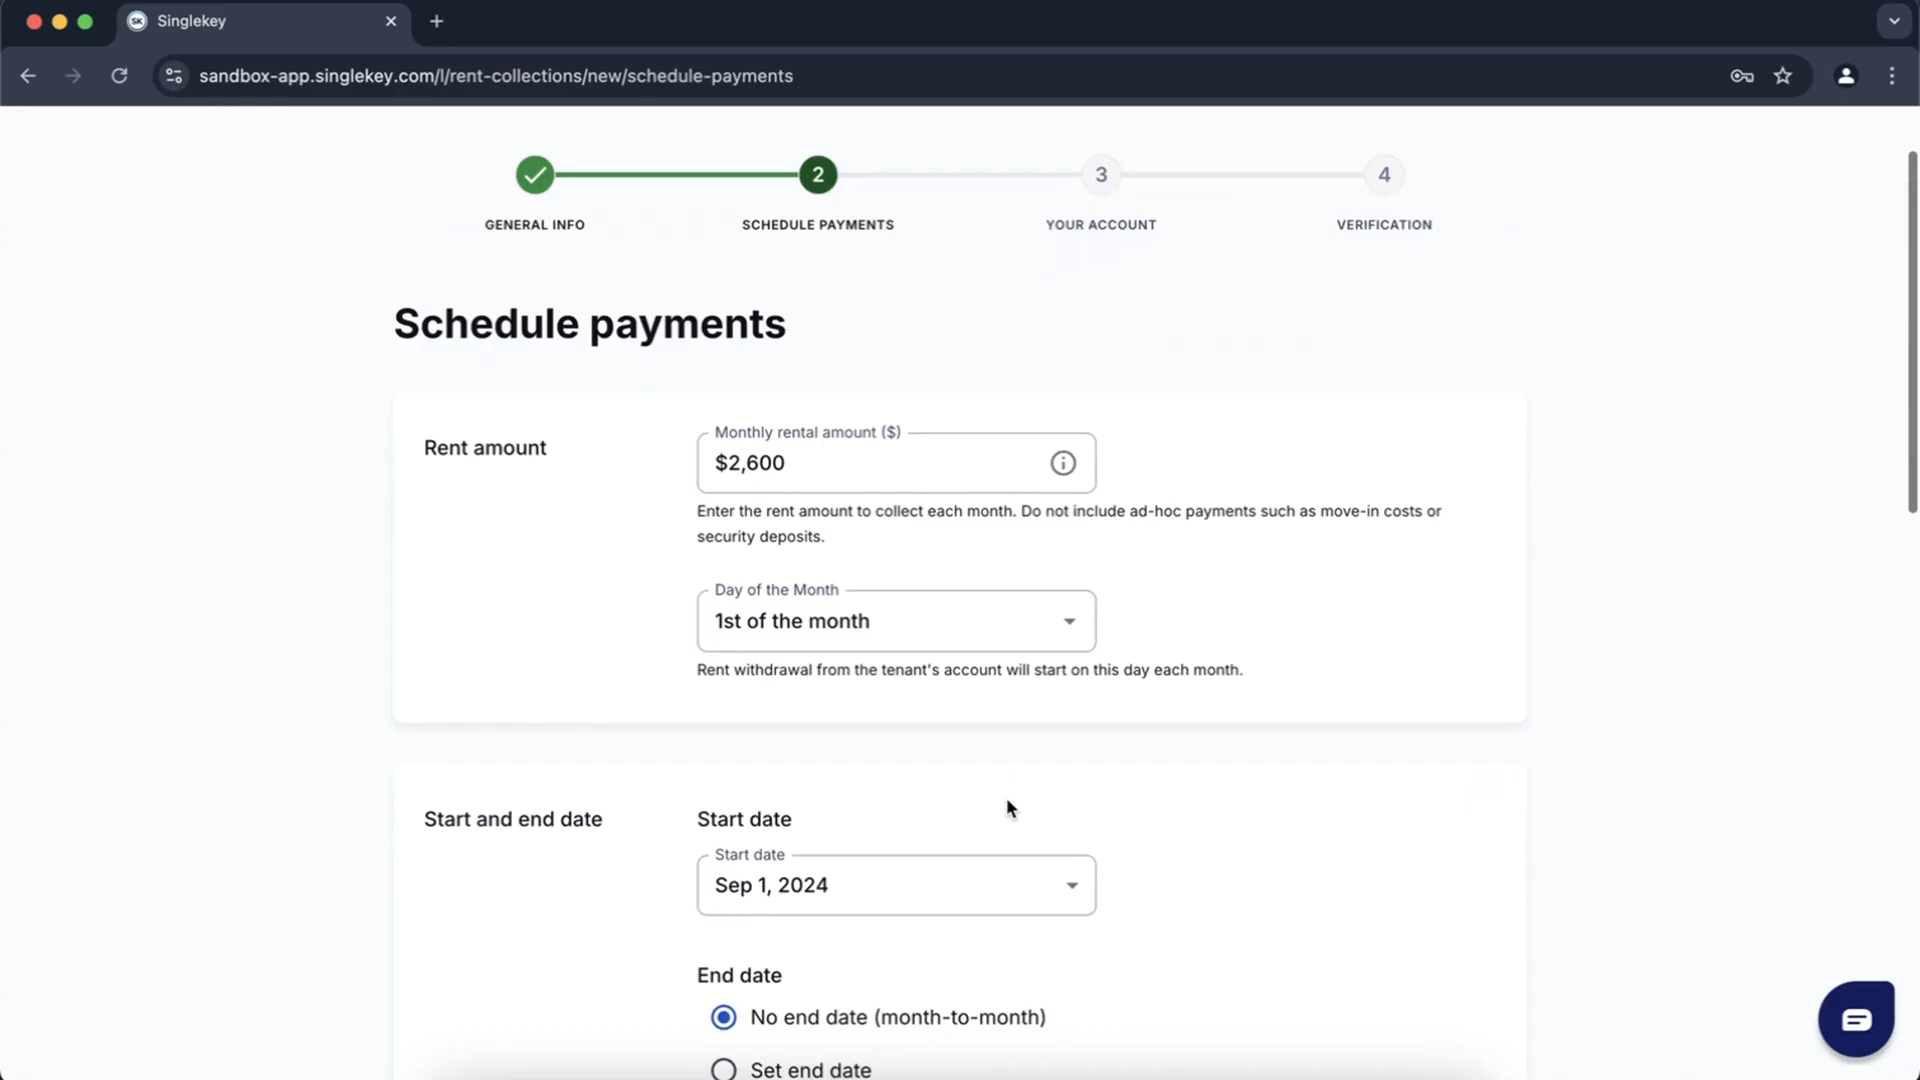 SK
Singlekey
sandbox-app.singlekey.com/l/rent-collections/new/schedule-payments
2
3
4
GENERAL INFO
SCHEDULE PAYMENTS
YOUR ACCOUNT
VERIFICATION
Schedule payments
Rent amount
Monthly rental amount ($)
$2,600
Enter the rent amount to collect each month. Do not include ad-hoc payments such as move-in costs or
security deposits.
Day of the Month
1st of the month
Rent withdrawal from the tenant's account will start on this day each month.
Start and end date
Start date
Start date
Sep 1, 2024
End date
No end date (month-to-month)
Set end date